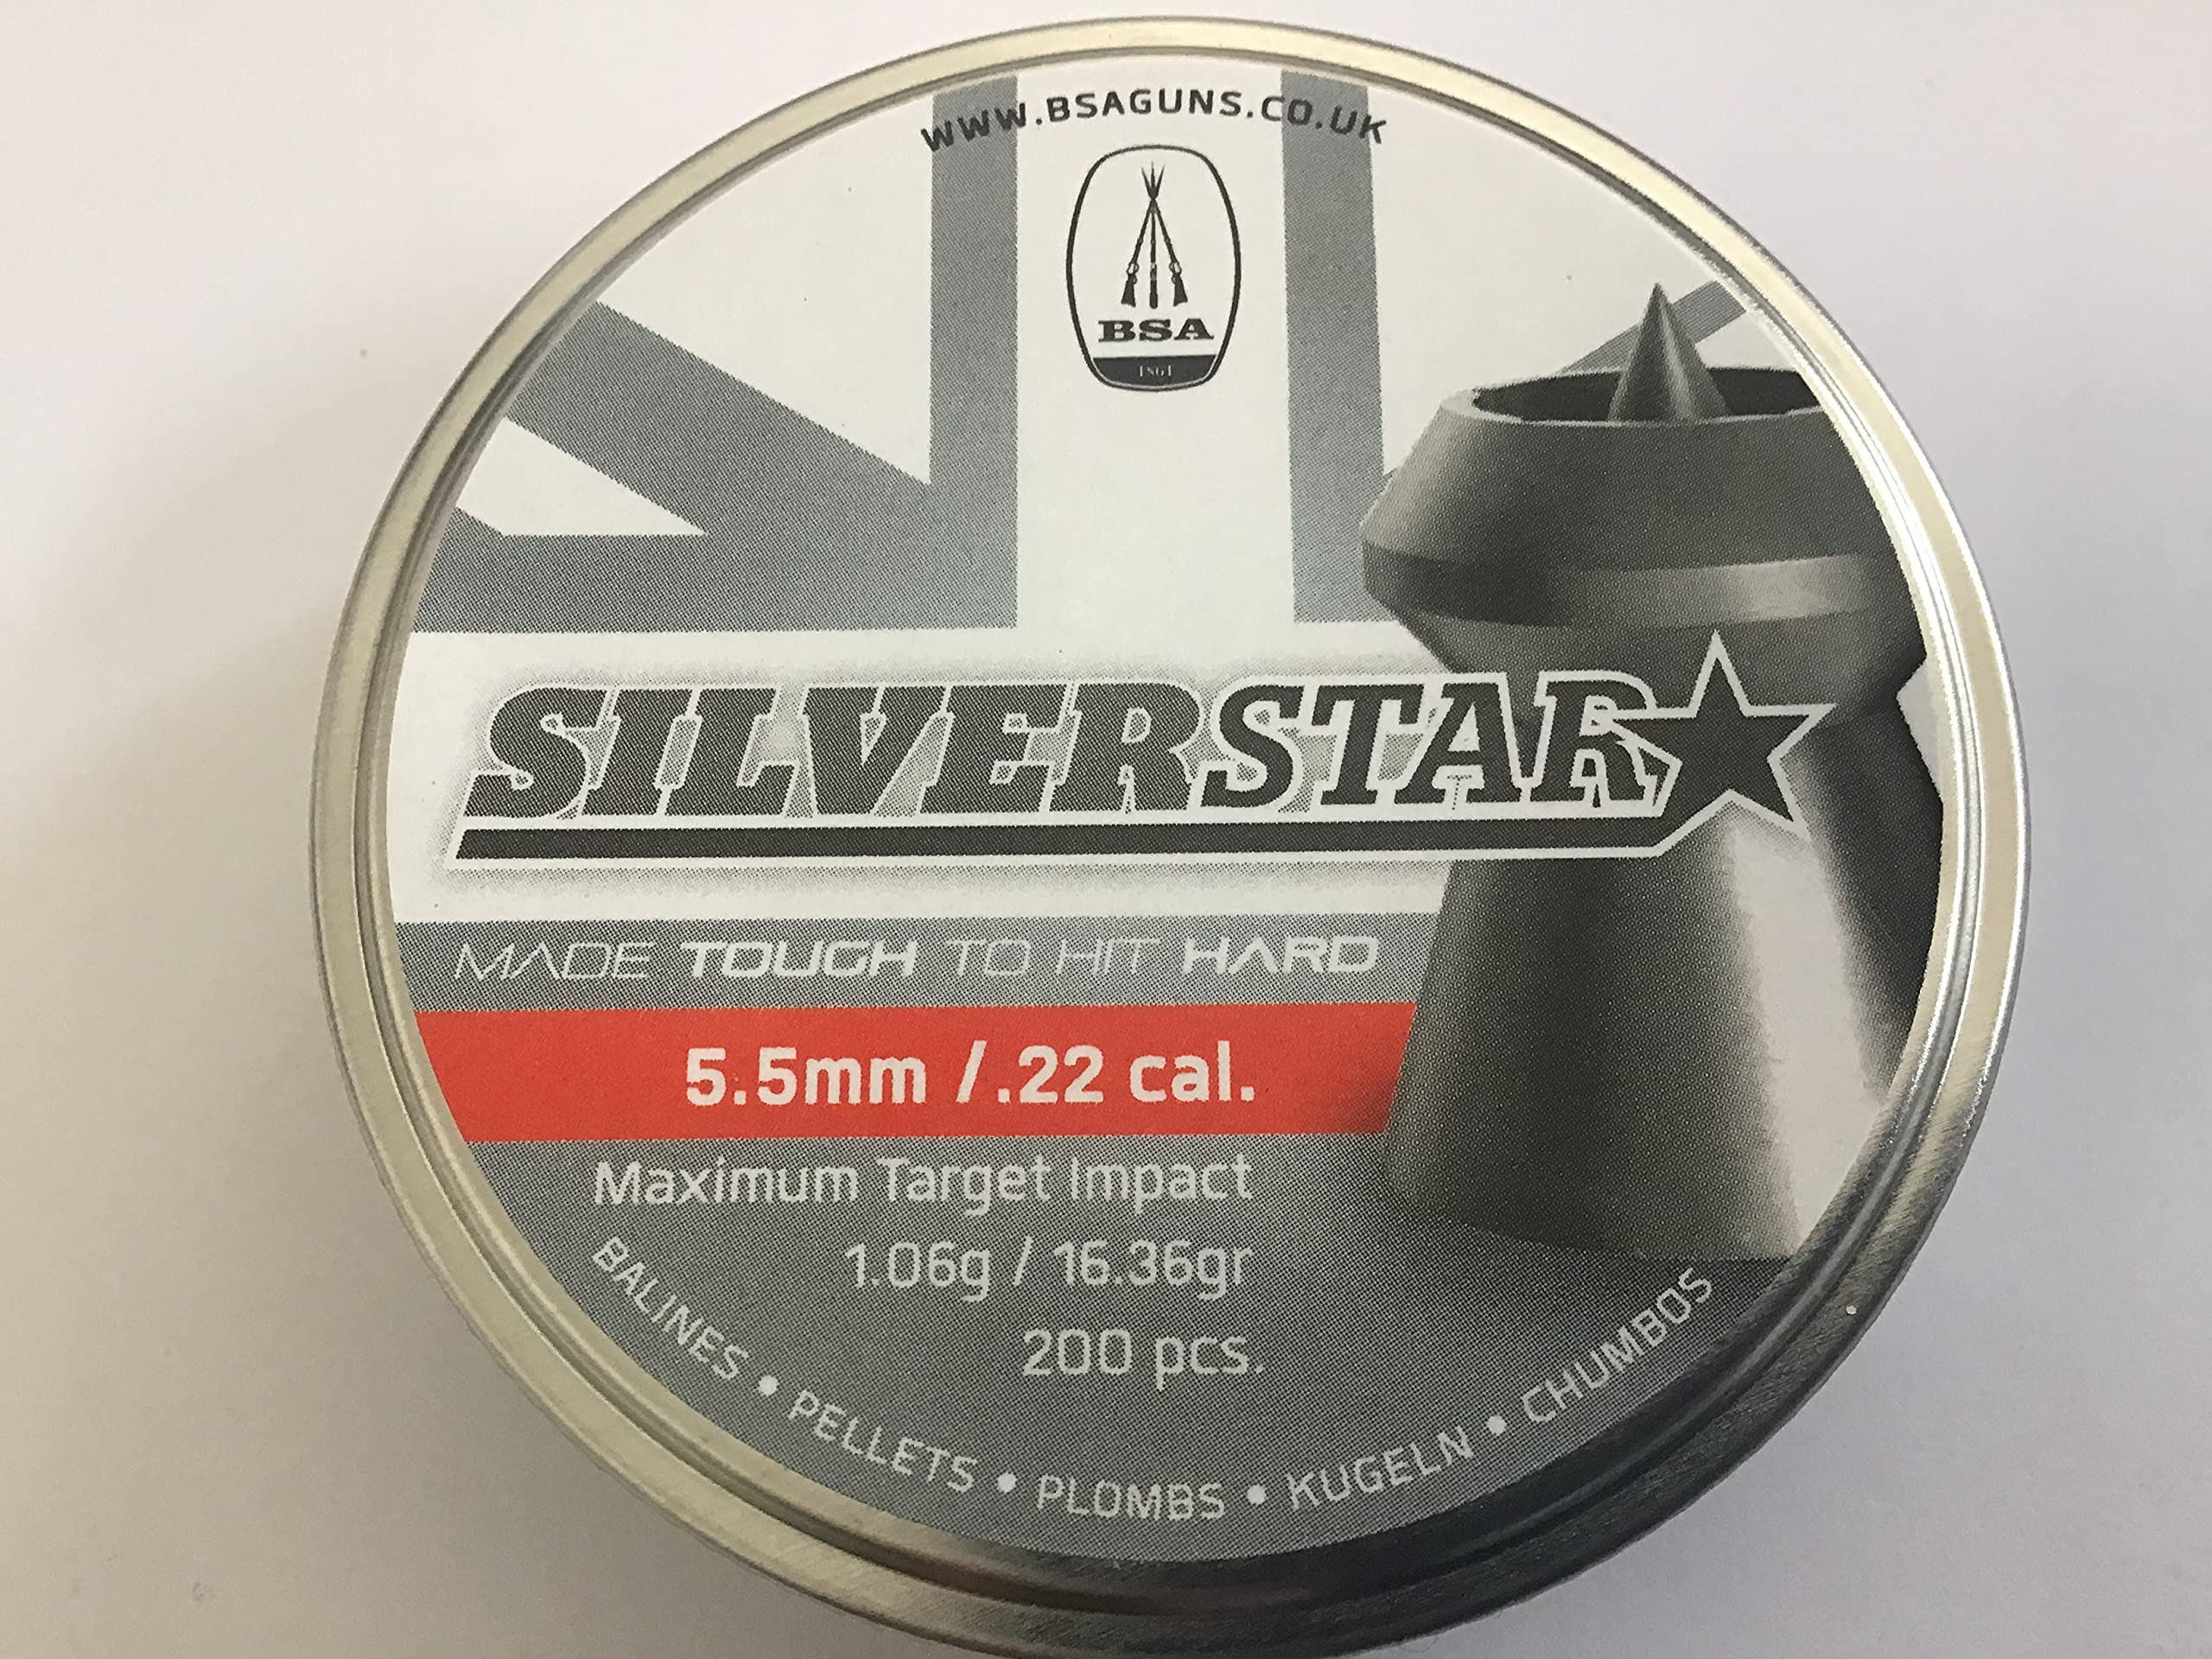 WWW.BSAGUNS.CO.UK
BSA
1861
SILVERSTAR
MADE TOUGH TO HIT HARD
5.5mm / .22 cal.
Maximum Target Impact
1.06g / 16.36gr
200 pcs.
BALINES • PELLETS • PLOMBS • KUGELN • CHUMBOS